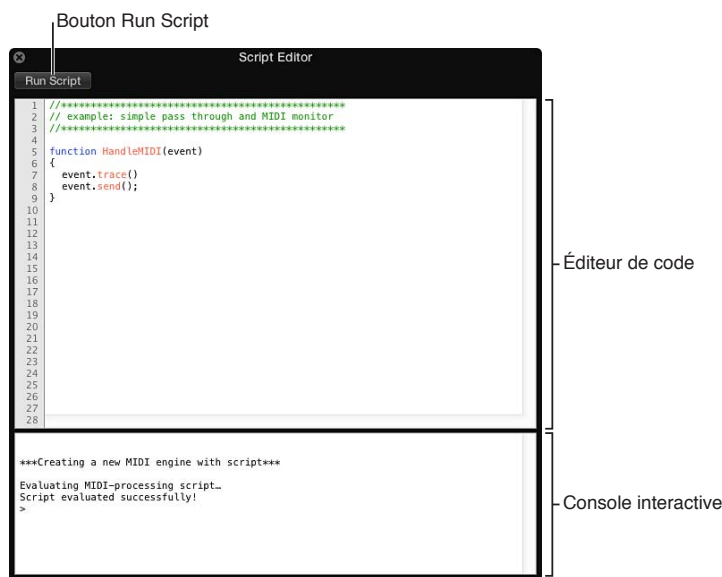 Bouton Run Script
Script Editor
Run Script
1 //************************************************
2 // example: simple pass through and MIDI monitor
3 //************************************************
4
5 function HandleMIDI(event)
6 {
7 event.trace()
8 event.send();
9 }
10
11
12
13
14
15
16
17
18
19
20
21
22
23
24
25
26
27
28
Éditeur de code
***Creating a new MIDI engine with script***
Evaluating MIDI-processing script…
Script evaluated successfully!
>
Console interactive